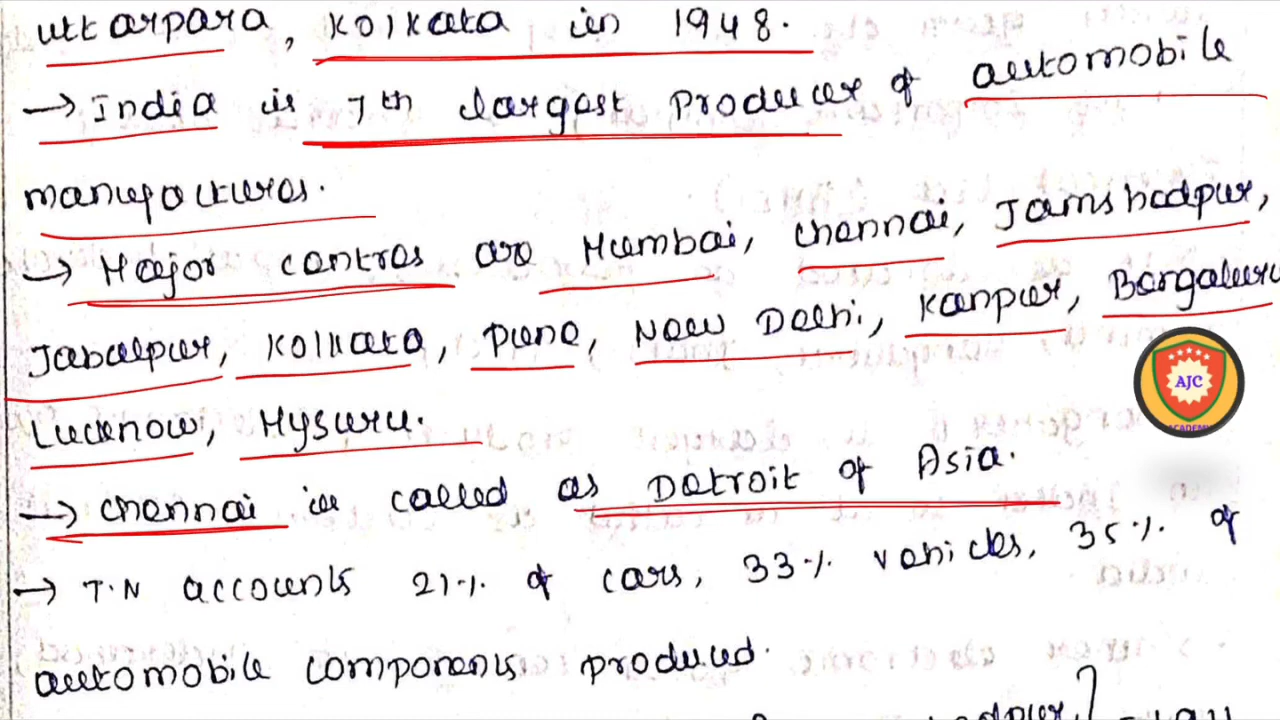 uttarpara, Kolkata in 1948.
→ India is 7th largest Producer of automobile
manufactures.
→ Major centres are Mumbai, Chennai, Jamshedpur,
Jabalpur, Kolkata, Pune, New Delhi, Kanpur, Bangaluru
Lucknow, Mysuru.
AJC
ACADEMY
→ Chennai is called as Detroit of Asia.
→ T.N accounts 21% of cars, 33% vehicles, 35% of
automobile components produced.